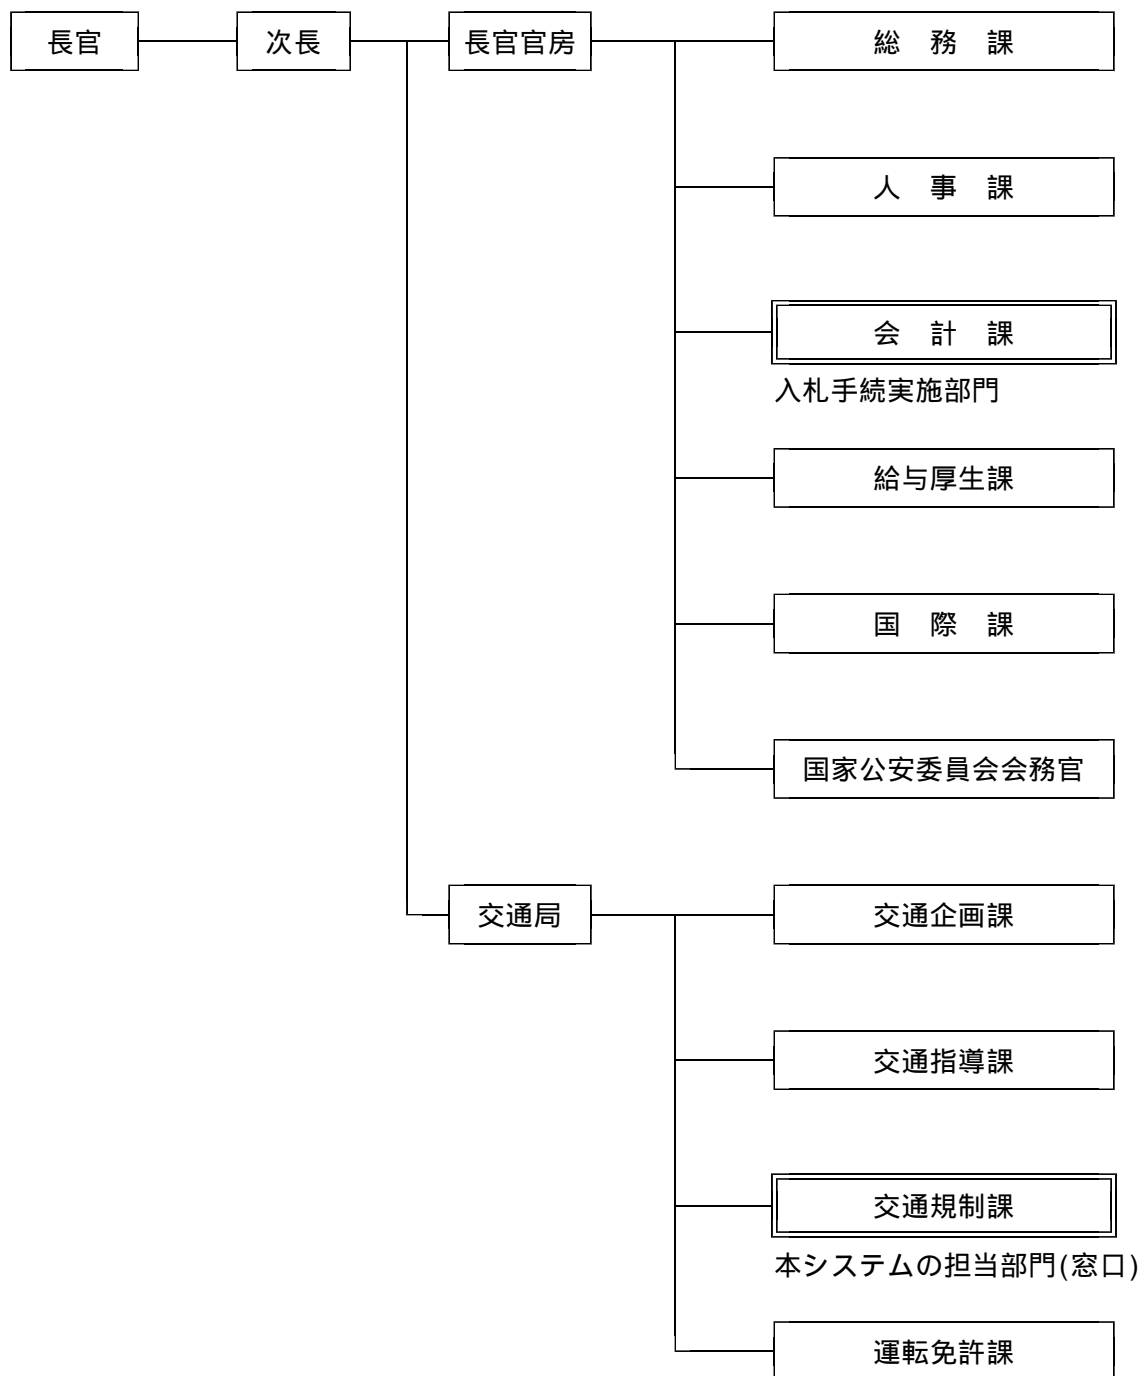 長官
次長
長官官房
総　務　課
人　事　課
会　計　課
入札手続実施部門
給与厚生課
国　際　課
国家公安委員会会務官
交通局
交通企画課
交通指導課
交通規制課
本システムの担当部門(窓口)
運転免許課